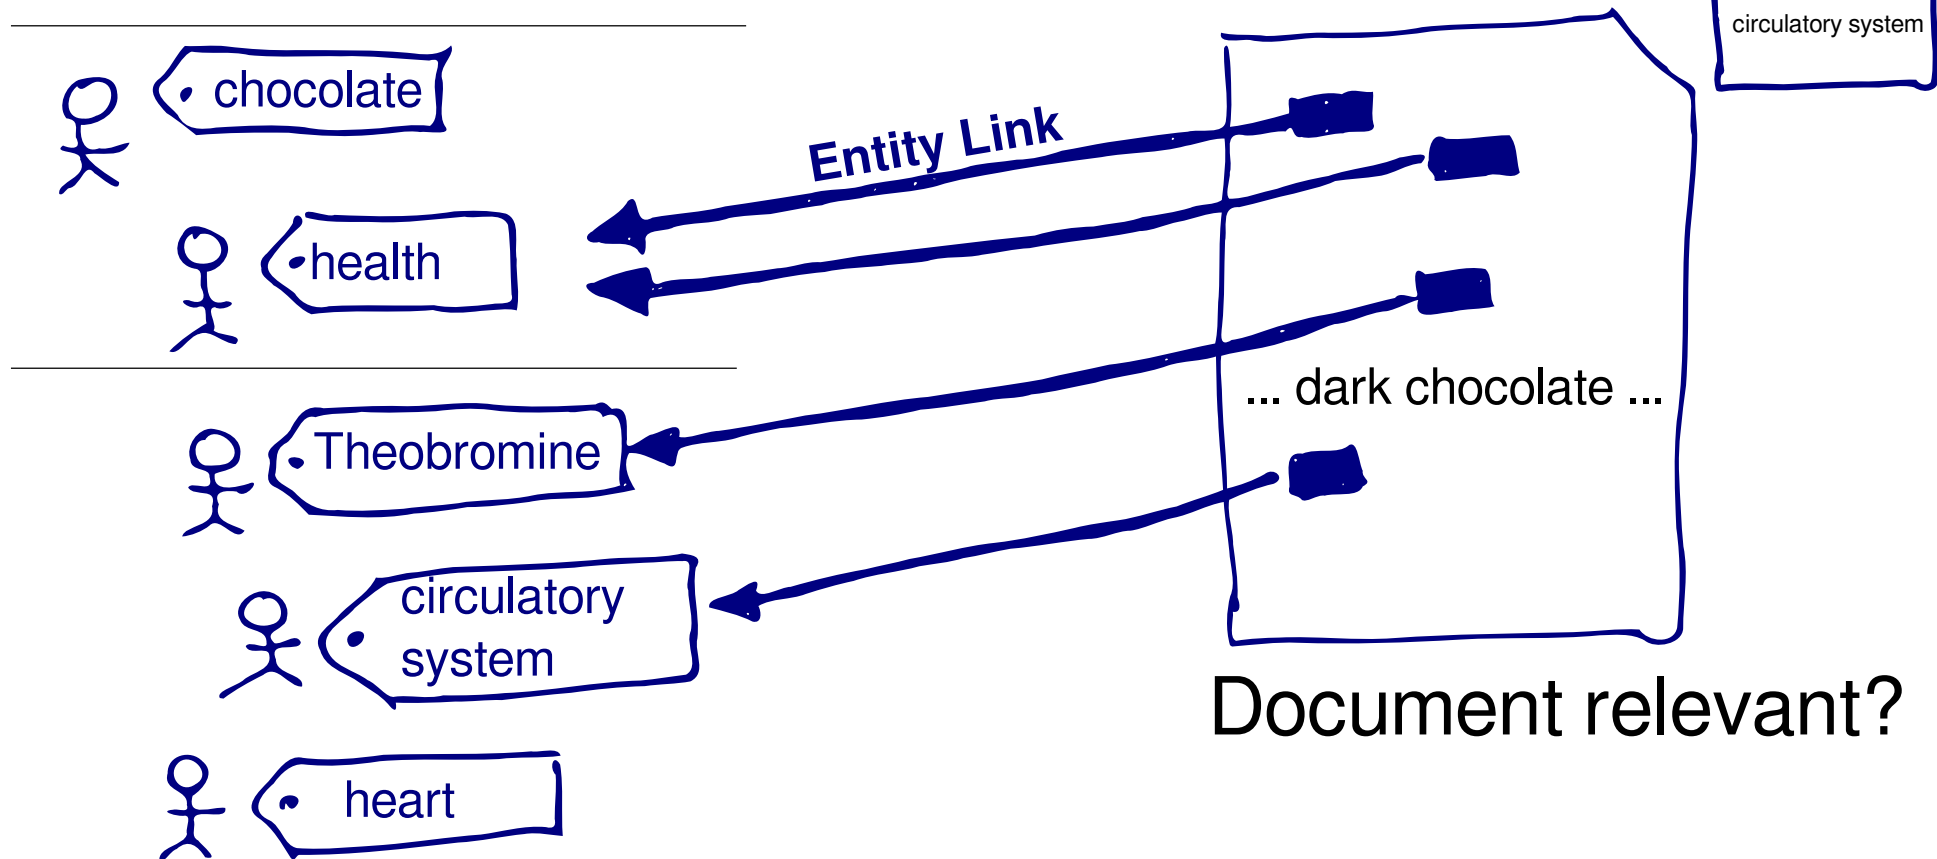 circulatory system
chocolate
Entity Link
health
... dark chocolate ...
Theobromine
circulatory
system
Document relevant?
heart